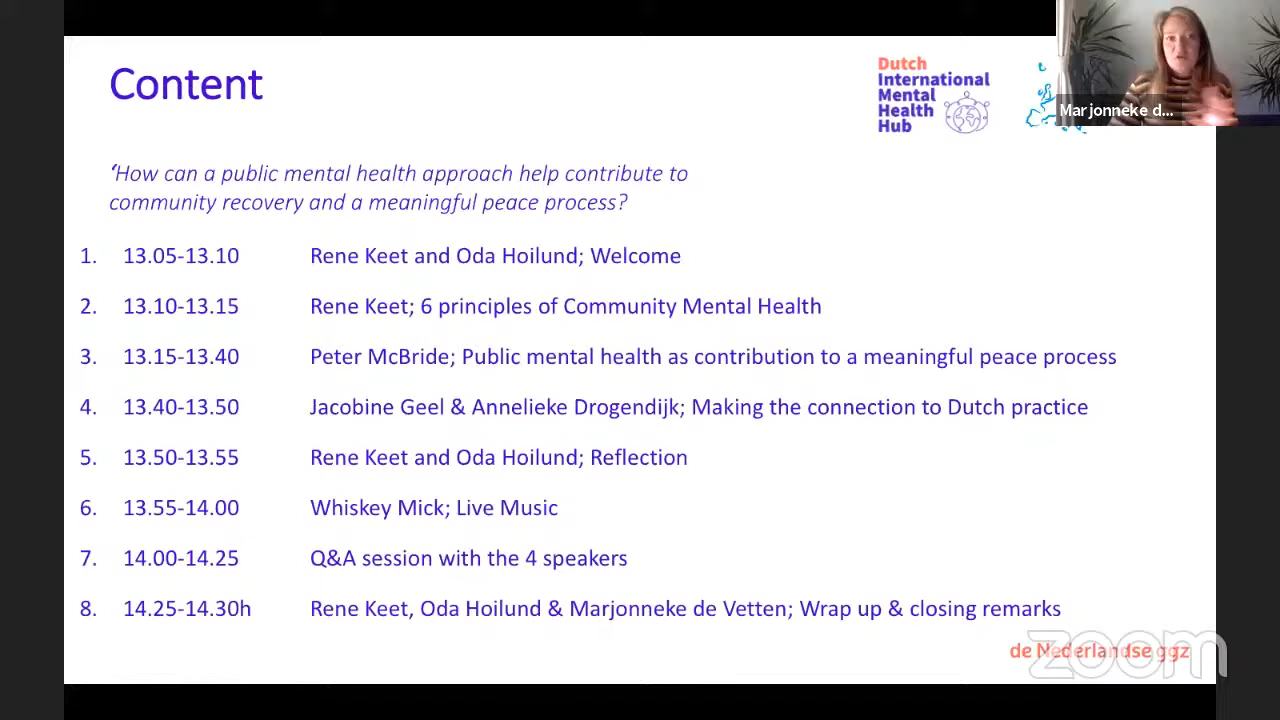 Content
Dutch
International
Mental
Health
Hub
Marjonneke d...
‘How can a public mental health approach help contribute to
community recovery and a meaningful peace process?
1. 13.05-13.10 Rene Keet and Oda Hoilund; Welcome
2. 13.10-13.15 Rene Keet; 6 principles of Community Mental Health
3. 13.15-13.40 Peter McBride; Public mental health as contribution to a meaningful peace process
4. 13.40-13.50 Jacobine Geel & Annelieke Drogendijk; Making the connection to Dutch practice
5. 13.50-13.55 Rene Keet and Oda Hoilund; Reflection
6. 13.55-14.00 Whiskey Mick; Live Music
7. 14.00-14.25 Q&A session with the 4 speakers
8. 14.25-14.30h Rene Keet, Oda Hoilund & Marjonneke de Vetten; Wrap up & closing remarks
de Nederlandse ggz
zoom